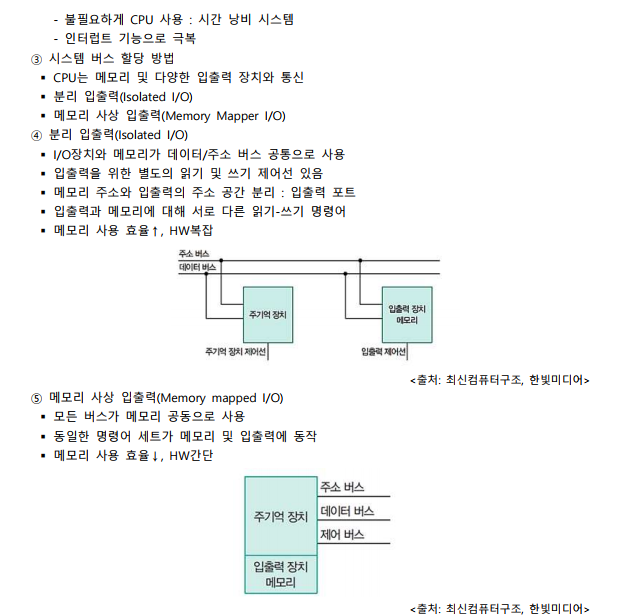 - 불필요하게 CPU 사용 : 시간 낭비 시스템
- 인터럽트 기능으로 극복
③ 시스템 버스 할당 방법
▪ CPU는 메모리 및 다양한 입출력 장치와 통신
▪ 분리 입출력(Isolated I/O)
▪ 메모리 사상 입출력(Memory Mapper I/O)
④ 분리 입출력(Isolated I/O)
▪ I/O장치와 메모리가 데이터/주소 버스 공통으로 사용
▪ 입출력을 위한 별도의 읽기 및 쓰기 제어선 있음
▪ 메모리 주소와 입출력의 주소 공간 분리 : 입출력 포트
▪ 입출력과 메모리에 대해 서로 다른 읽기-쓰기 명령어
▪ 메모리 사용 효율↑, HW복잡
주소 버스
데이터 버스
주기억 장치
입출력 장치
메모리
주기억 장치 제어선
입출력 제어선
<출처: 최신컴퓨터구조, 한빛미디어>
⑤ 메모리 사상 입출력(Memory mapped I/O)
▪ 모든 버스가 메모리 공동으로 사용
▪ 동일한 명령어 세트가 메모리 및 입출력에 동작
▪ 메모리 사용 효율↓, HW간단
주소 버스
주기억 장치
데이터 버스
제어 버스
입출력 장치
메모리
<출처: 최신컴퓨터구조, 한빛미디어>